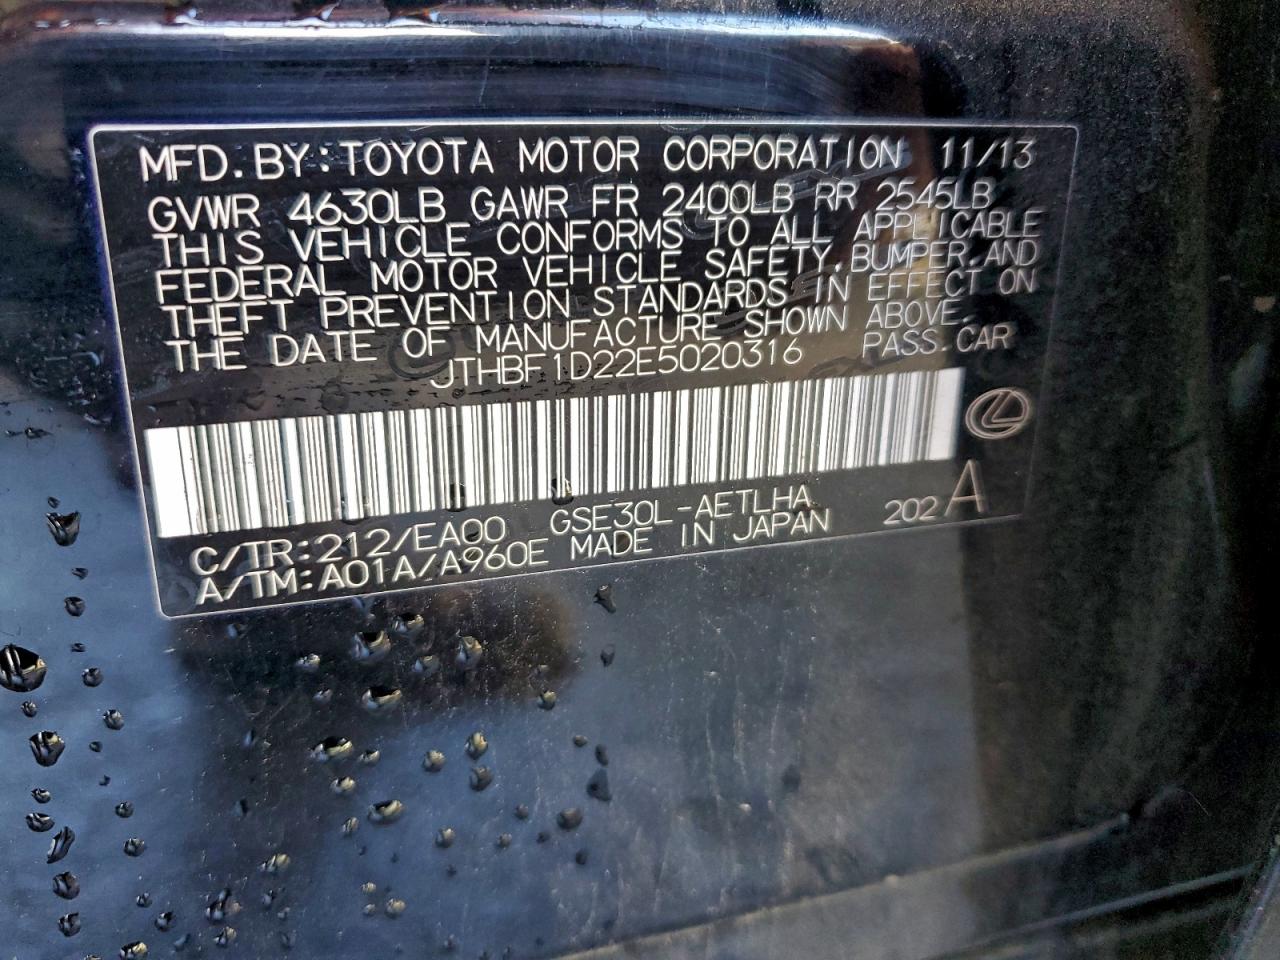 MFD. BY: TOYOTA MOTOR CORPORATION 11/13
GVWR 4630LB GAWR FR 2400LB RR 2545LB
THIS VEHICLE CONFORMS TO ALL APPLICABLE
FEDERAL MOTOR VEHICLE SAFETY, BUMPER, AND
THEFT PREVENTION STANDARDS IN EFFECT ON
THE DATE OF MANUFACTURE SHOWN ABOVE.
JTHBF1D22E5020316 PASS. CAR
C/TR: 212/EA00 GSE30L-AETLHA 202 A
A/TM: A01A/A960E MADE IN JAPAN